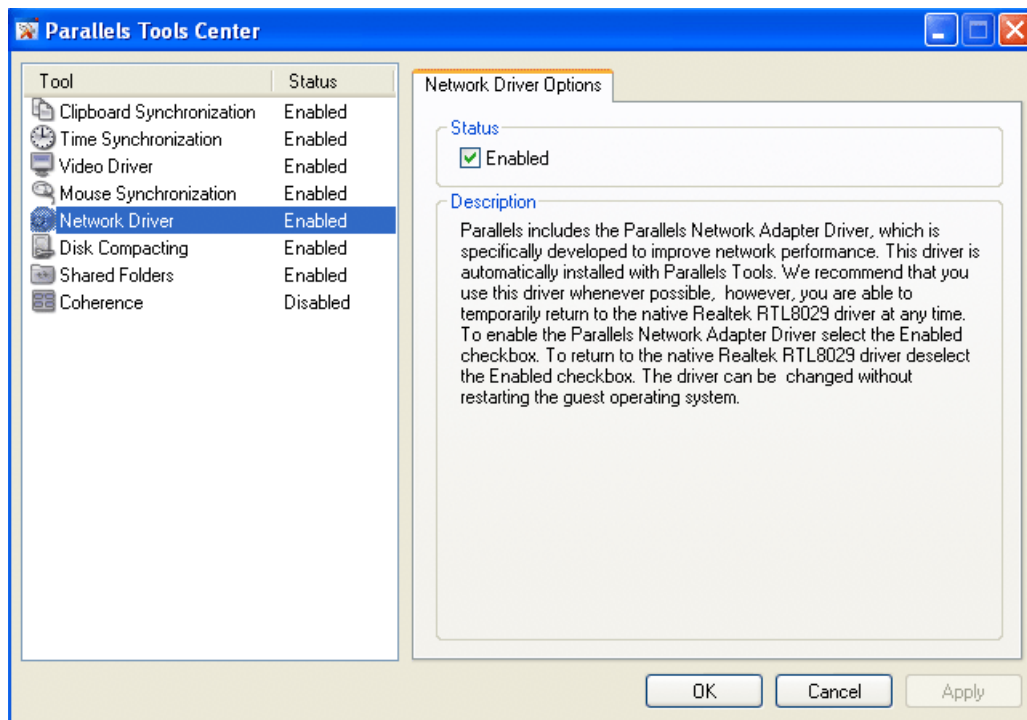 Parallels Tools Center
Tool Status
Clipboard Synchronization Enabled
Time Synchronization Enabled
Video Driver Enabled
Mouse Synchronization Enabled
Network Driver Enabled
Disk Compacting Enabled
Shared Folders Enabled
Coherence Disabled
Network Driver Options
Status
Enabled
Description
Parallels includes the Parallels Network Adapter Driver, which is
specifically developed to improve network performance. This driver is
automatically installed with Parallels Tools. We recommend that you
use this driver whenever possible,  however, you are able to
temporarily return to the native Realtek RTL8029 driver at any time.
To enable the Parallels Network Adapter Driver select the Enabled
checkbox. To return to the native Realtek RTL8029 driver deselect
the Enabled checkbox. The driver can be  changed without
restarting the guest operating system.
OK Cancel Apply